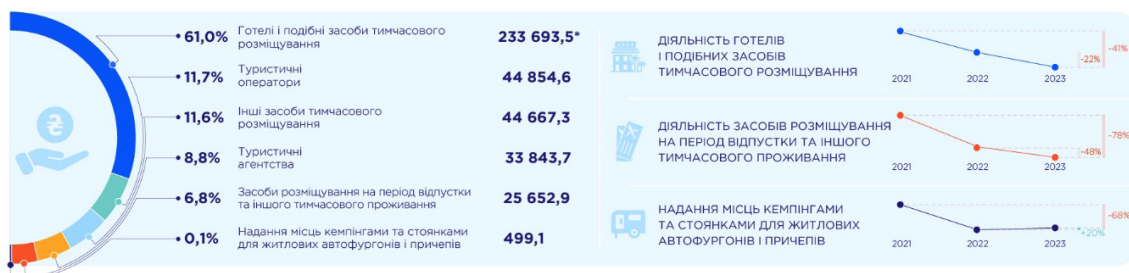 61,0% Готелі і подібні засоби тимчасового
розміщування 233 693,5*
11,7% Туристичні
оператори 44 854,6
11,6% Інші засоби тимчасового
розміщування 44 667,3
8,8% Туристичні
агентства 33 843,7
6,8% Засоби розміщування на період відпустки
та іншого тимчасового проживання 25 652,9
0,1% Надання місць кемпінгами та стоянками
для житлових автофургонів і причепів 499,1
ДІЯЛЬНІСТЬ ГОТЕЛІВ
І ПОДІБНИХ ЗАСОБІВ
ТИМЧАСОВОГО РОЗМІЩУВАННЯ
-41%
-22%
2021 2022 2023
ДІЯЛЬНІСТЬ ЗАСОБІВ РОЗМІЩУВАННЯ
НА ПЕРІОД ВІДПУСТКИ ТА ІНШОГО
ТИМЧАСОВОГО ПРОЖИВАННЯ
-78%
-48%
2021 2022 2023
НАДАННЯ МІСЦЬ КЕМПІНГАМИ
ТА СТОЯНКАМИ ДЛЯ ЖИТЛОВИХ
АВТОФУРГОНІВ І ПРИЧЕПІВ
-68%
+20%
2021 2022 2023